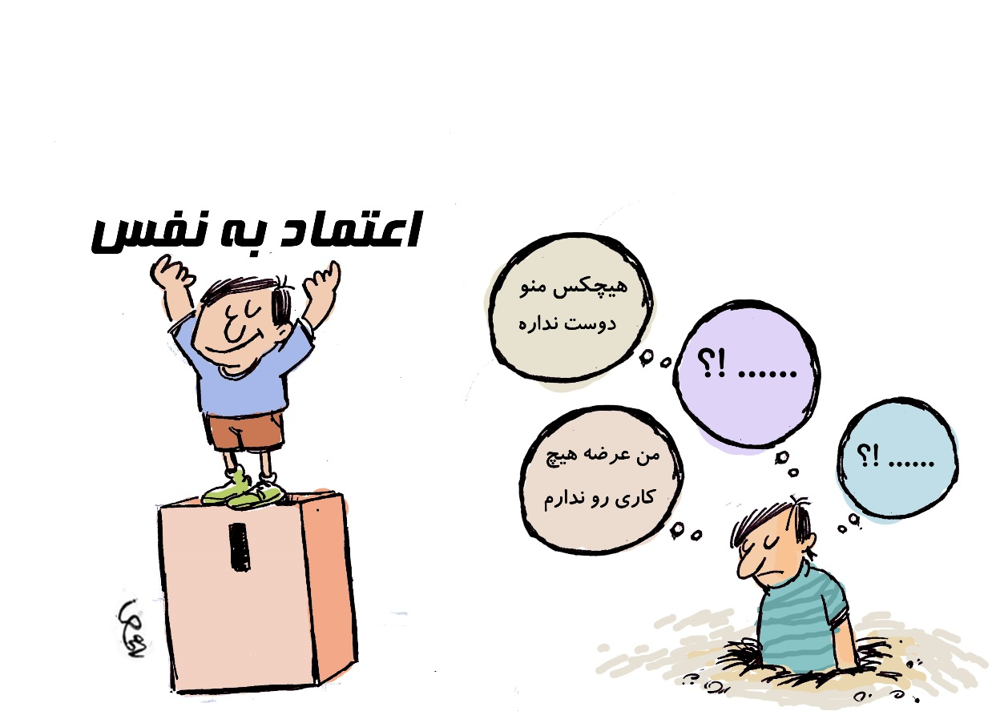 اعتماد به نفس
هیچکس منو
دوست نداره
...... !؟
...... !؟
من عرضه هیچ
کاری رو ندارم